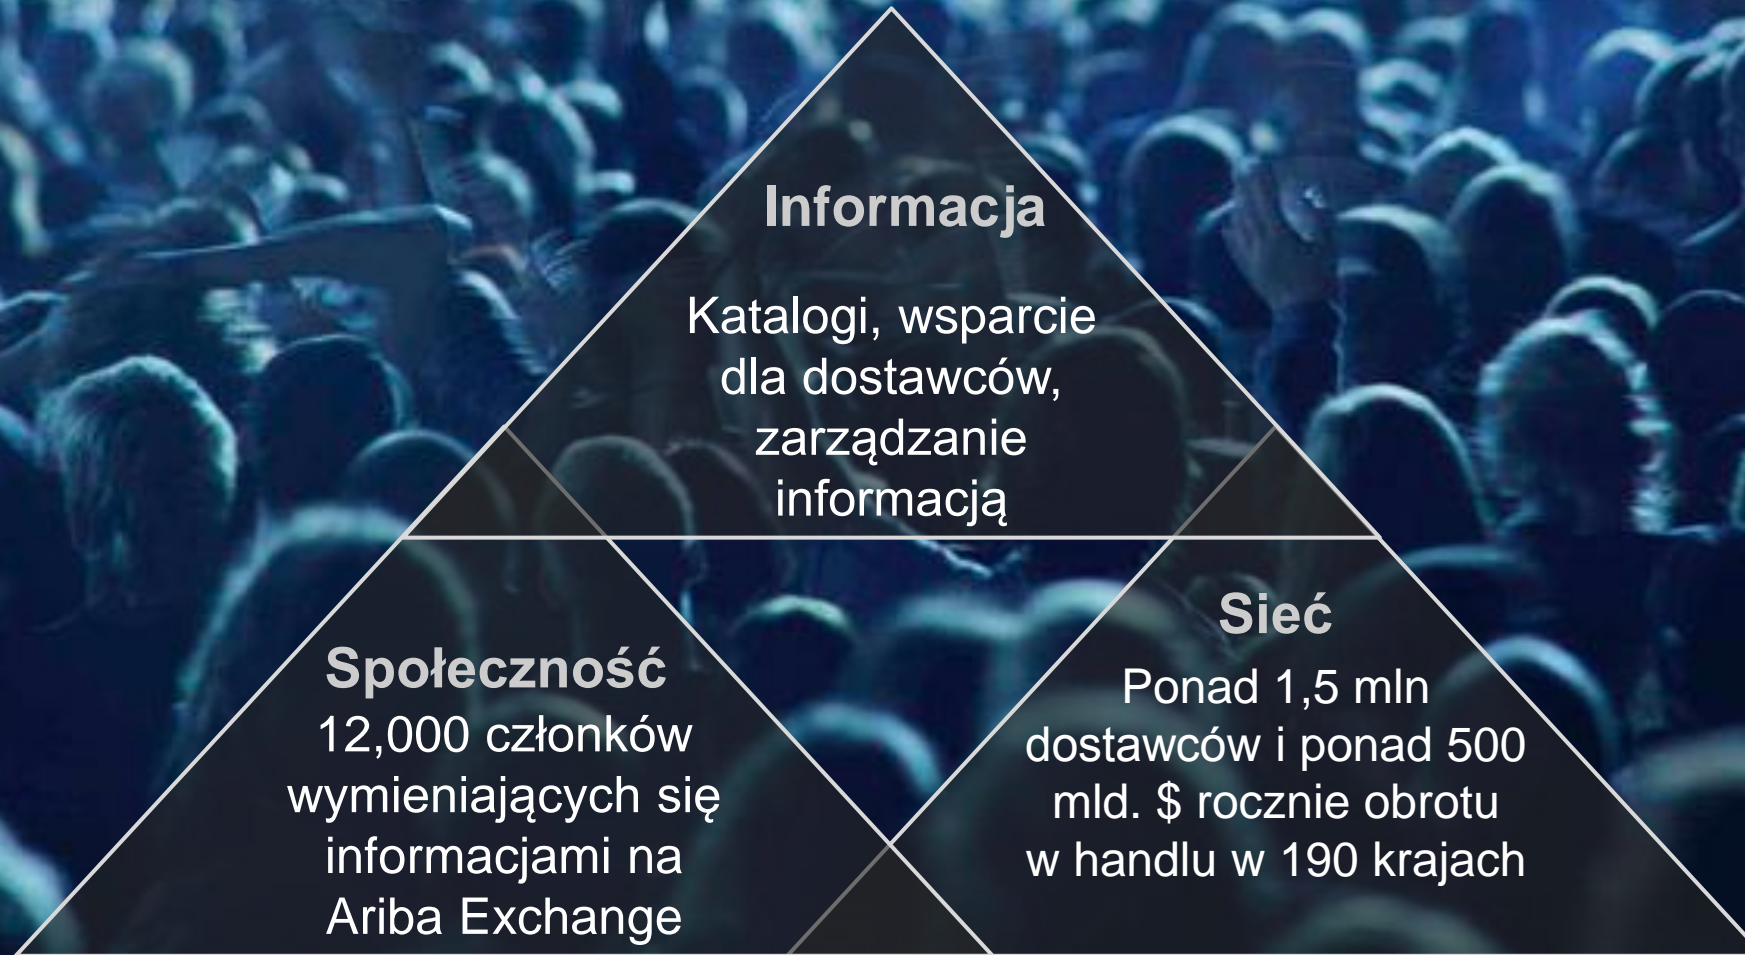 Informacja
Katalogi, wsparcie
dla dostawców,
zarządzanie
informacją
Społeczność
12,000 członków
wymieniających się
informacjami na
Ariba Exchange
Sieć
Ponad 1,5 mln
dostawców i ponad 500
mld. $ rocznie obrotu
w handlu w 190 krajach